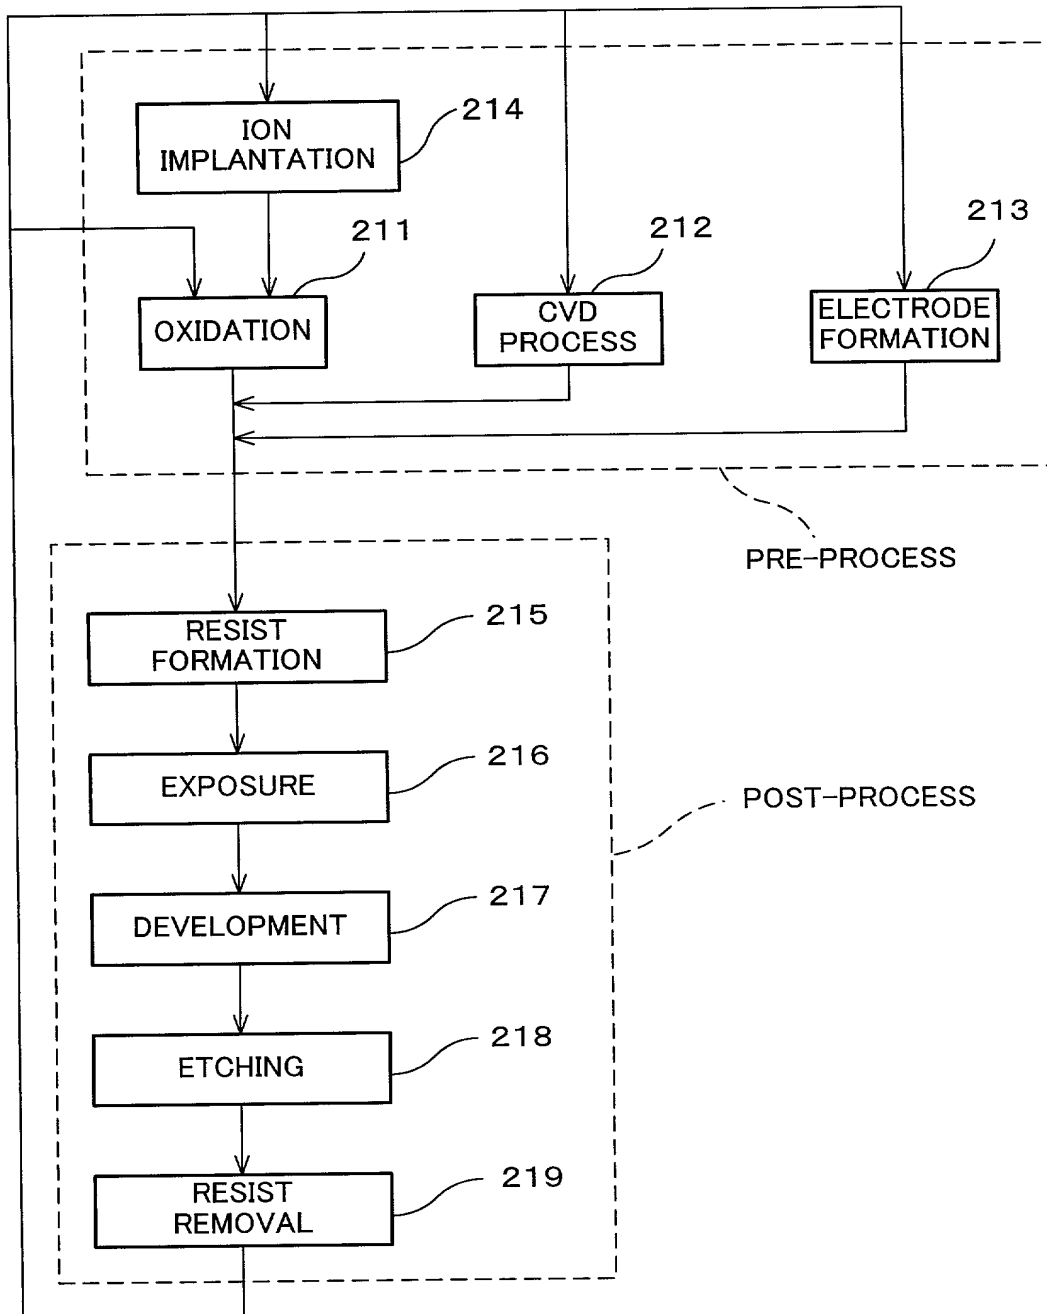 214
ION
IMPLANTATION
211
212
213
OXIDATION
CVD
PROCESS
ELECTRODE
FORMATION
PRE-PROCESS
215
RESIST
FORMATION
216
EXPOSURE
POST-PROCESS
217
DEVELOPMENT
218
ETCHING
219
RESIST
REMOVAL